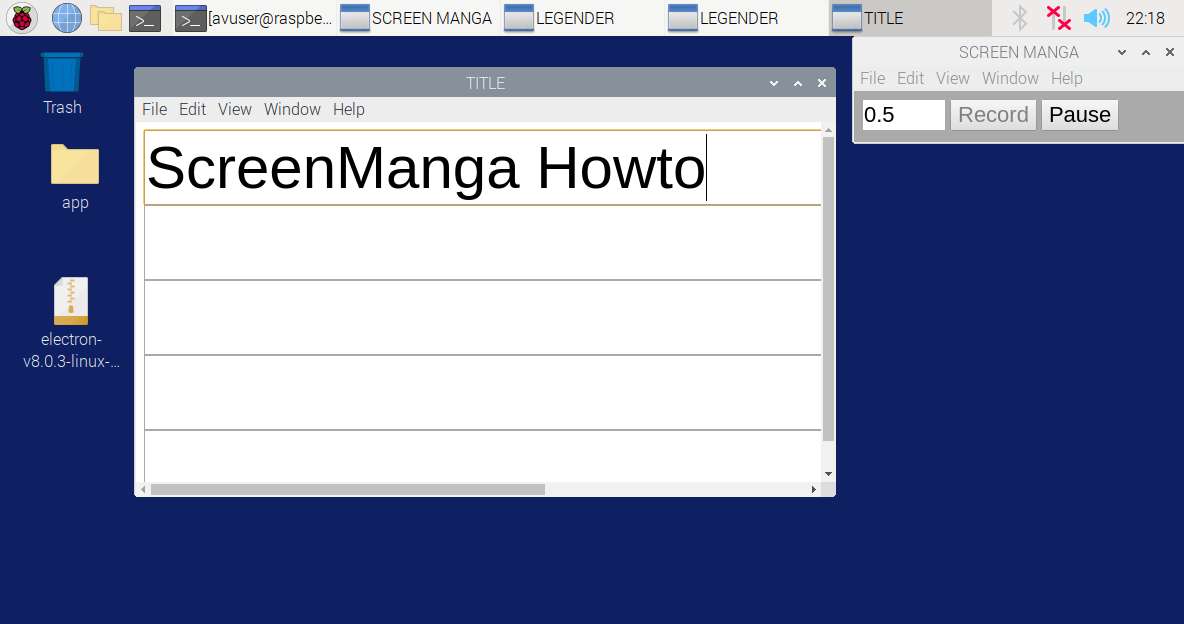 [avuser@raspbe... SCREEN MANGA LEGENDER LEGENDER TITLE 22:18
SCREEN MANGA
File Edit View Window Help
0.5 Record Pause
Trash
app
electron-
v8.0.3-linux-...
TITLE
File Edit View Window Help
ScreenManga Howto